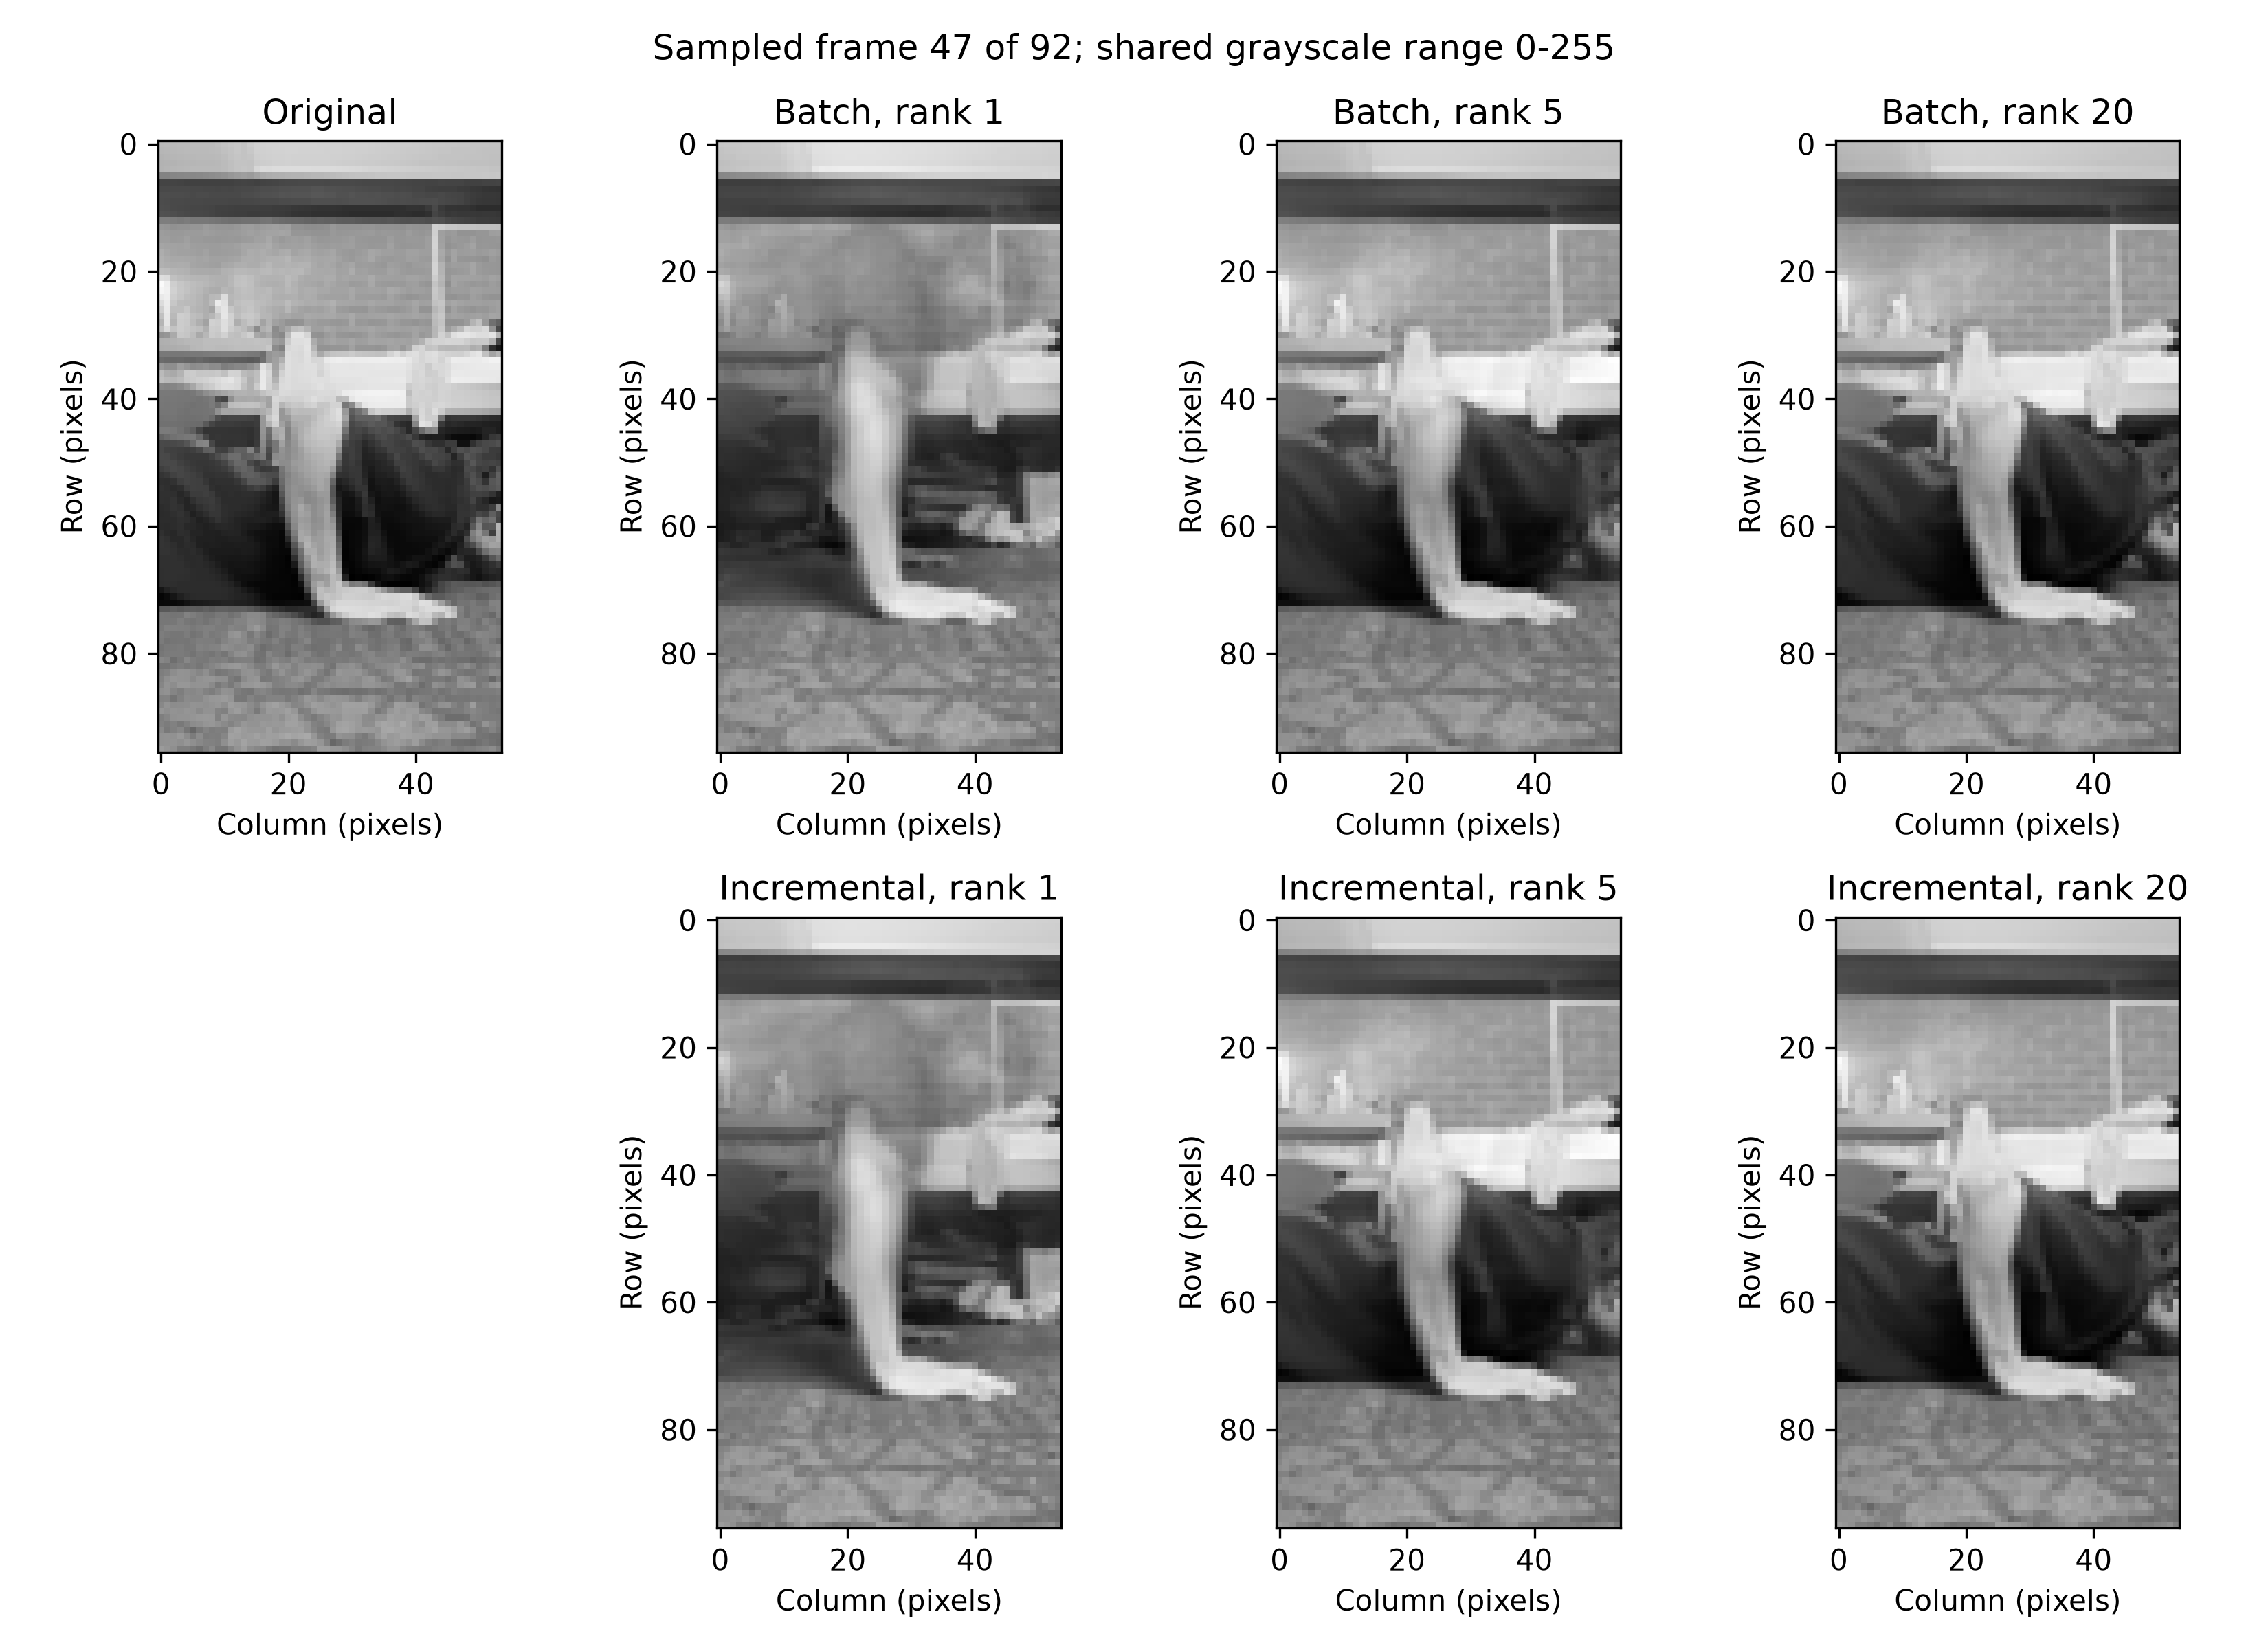 Sampled frame 47 of 92; shared grayscale range 0-255
Original
Batch, rank 1
Batch, rank 5
Batch, rank 20
0
20
40
60
80
Row (pixels)
0 20 40
Column (pixels)
0
20
40
60
80
Row (pixels)
0 20 40
Column (pixels)
0
20
40
60
80
Row (pixels)
0 20 40
Column (pixels)
0
20
40
60
80
Row (pixels)
0 20 40
Column (pixels)
Incremental, rank 1
Incremental, rank 5
Incremental, rank 20
0
20
40
60
80
Row (pixels)
0 20 40
Column (pixels)
0
20
40
60
80
Row (pixels)
0 20 40
Column (pixels)
0
20
40
60
80
Row (pixels)
0 20 40
Column (pixels)